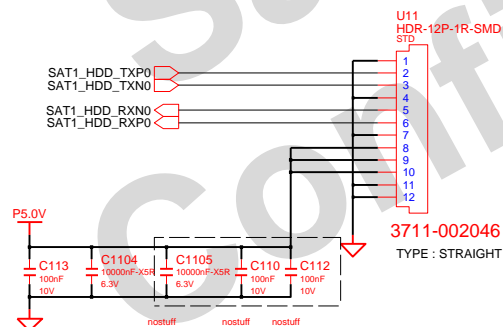 U11
HDR-12P-1R-SMD
STD
1
SAT1_HDD_TXP0 2
SAT1_HDD_TXN0 3
4
SAT1_HDD_RXN0 5
SAT1_HDD_RXP0 6
7
8
9
10
11
12
3711-002046
TYPE : STRAIGHT
P5.0V
C113 C1104 C1105 C110 C112
100nF 10000nF-X5R 10000nF-X5R 100nF 100nF
10V 6.3V 6.3V 10V 10V
nostuff nostuff nostuff
Conf